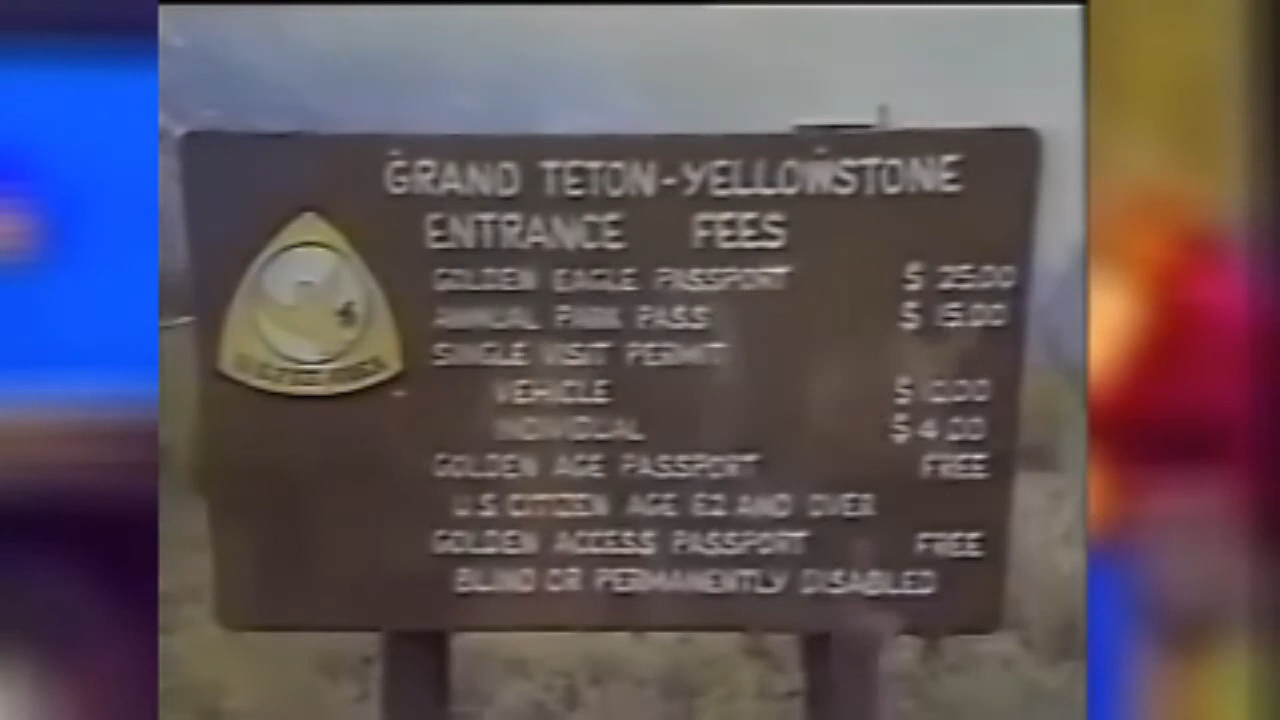 GRAND TETON-YELLOWSTONE
ENTRANCE FEES
GOLDEN EAGLE PASSPORT $ 25.00
ANNUAL PARK PASS $ 15.00
SINGLE VISIT PERMIT
VEHICLE $ 10.00
INDIVIDUAL $ 4.00
GOLDEN AGE PASSPORT FREE
U.S. CITIZEN AGE 62 AND OVER
GOLDEN ACCESS PASSPORT FREE
BLIND OR PERMANENTLY DISABLED